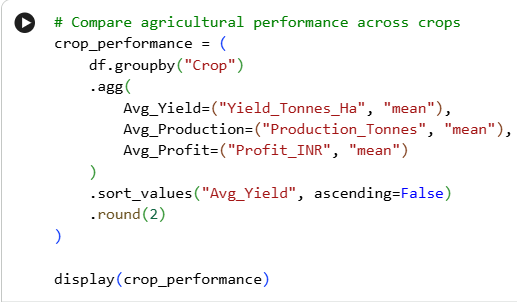 # Compare agricultural performance across crops
crop_performance = (
    df.groupby("Crop")
    .agg(
        Avg_Yield=("Yield_Tonnes_Ha", "mean"),
        Avg_Production=("Production_Tonnes", "mean"),
        Avg_Profit=("Profit_INR", "mean")
    )
    .sort_values("Avg_Yield", ascending=False)
    .round(2)
)

display(crop_performance)